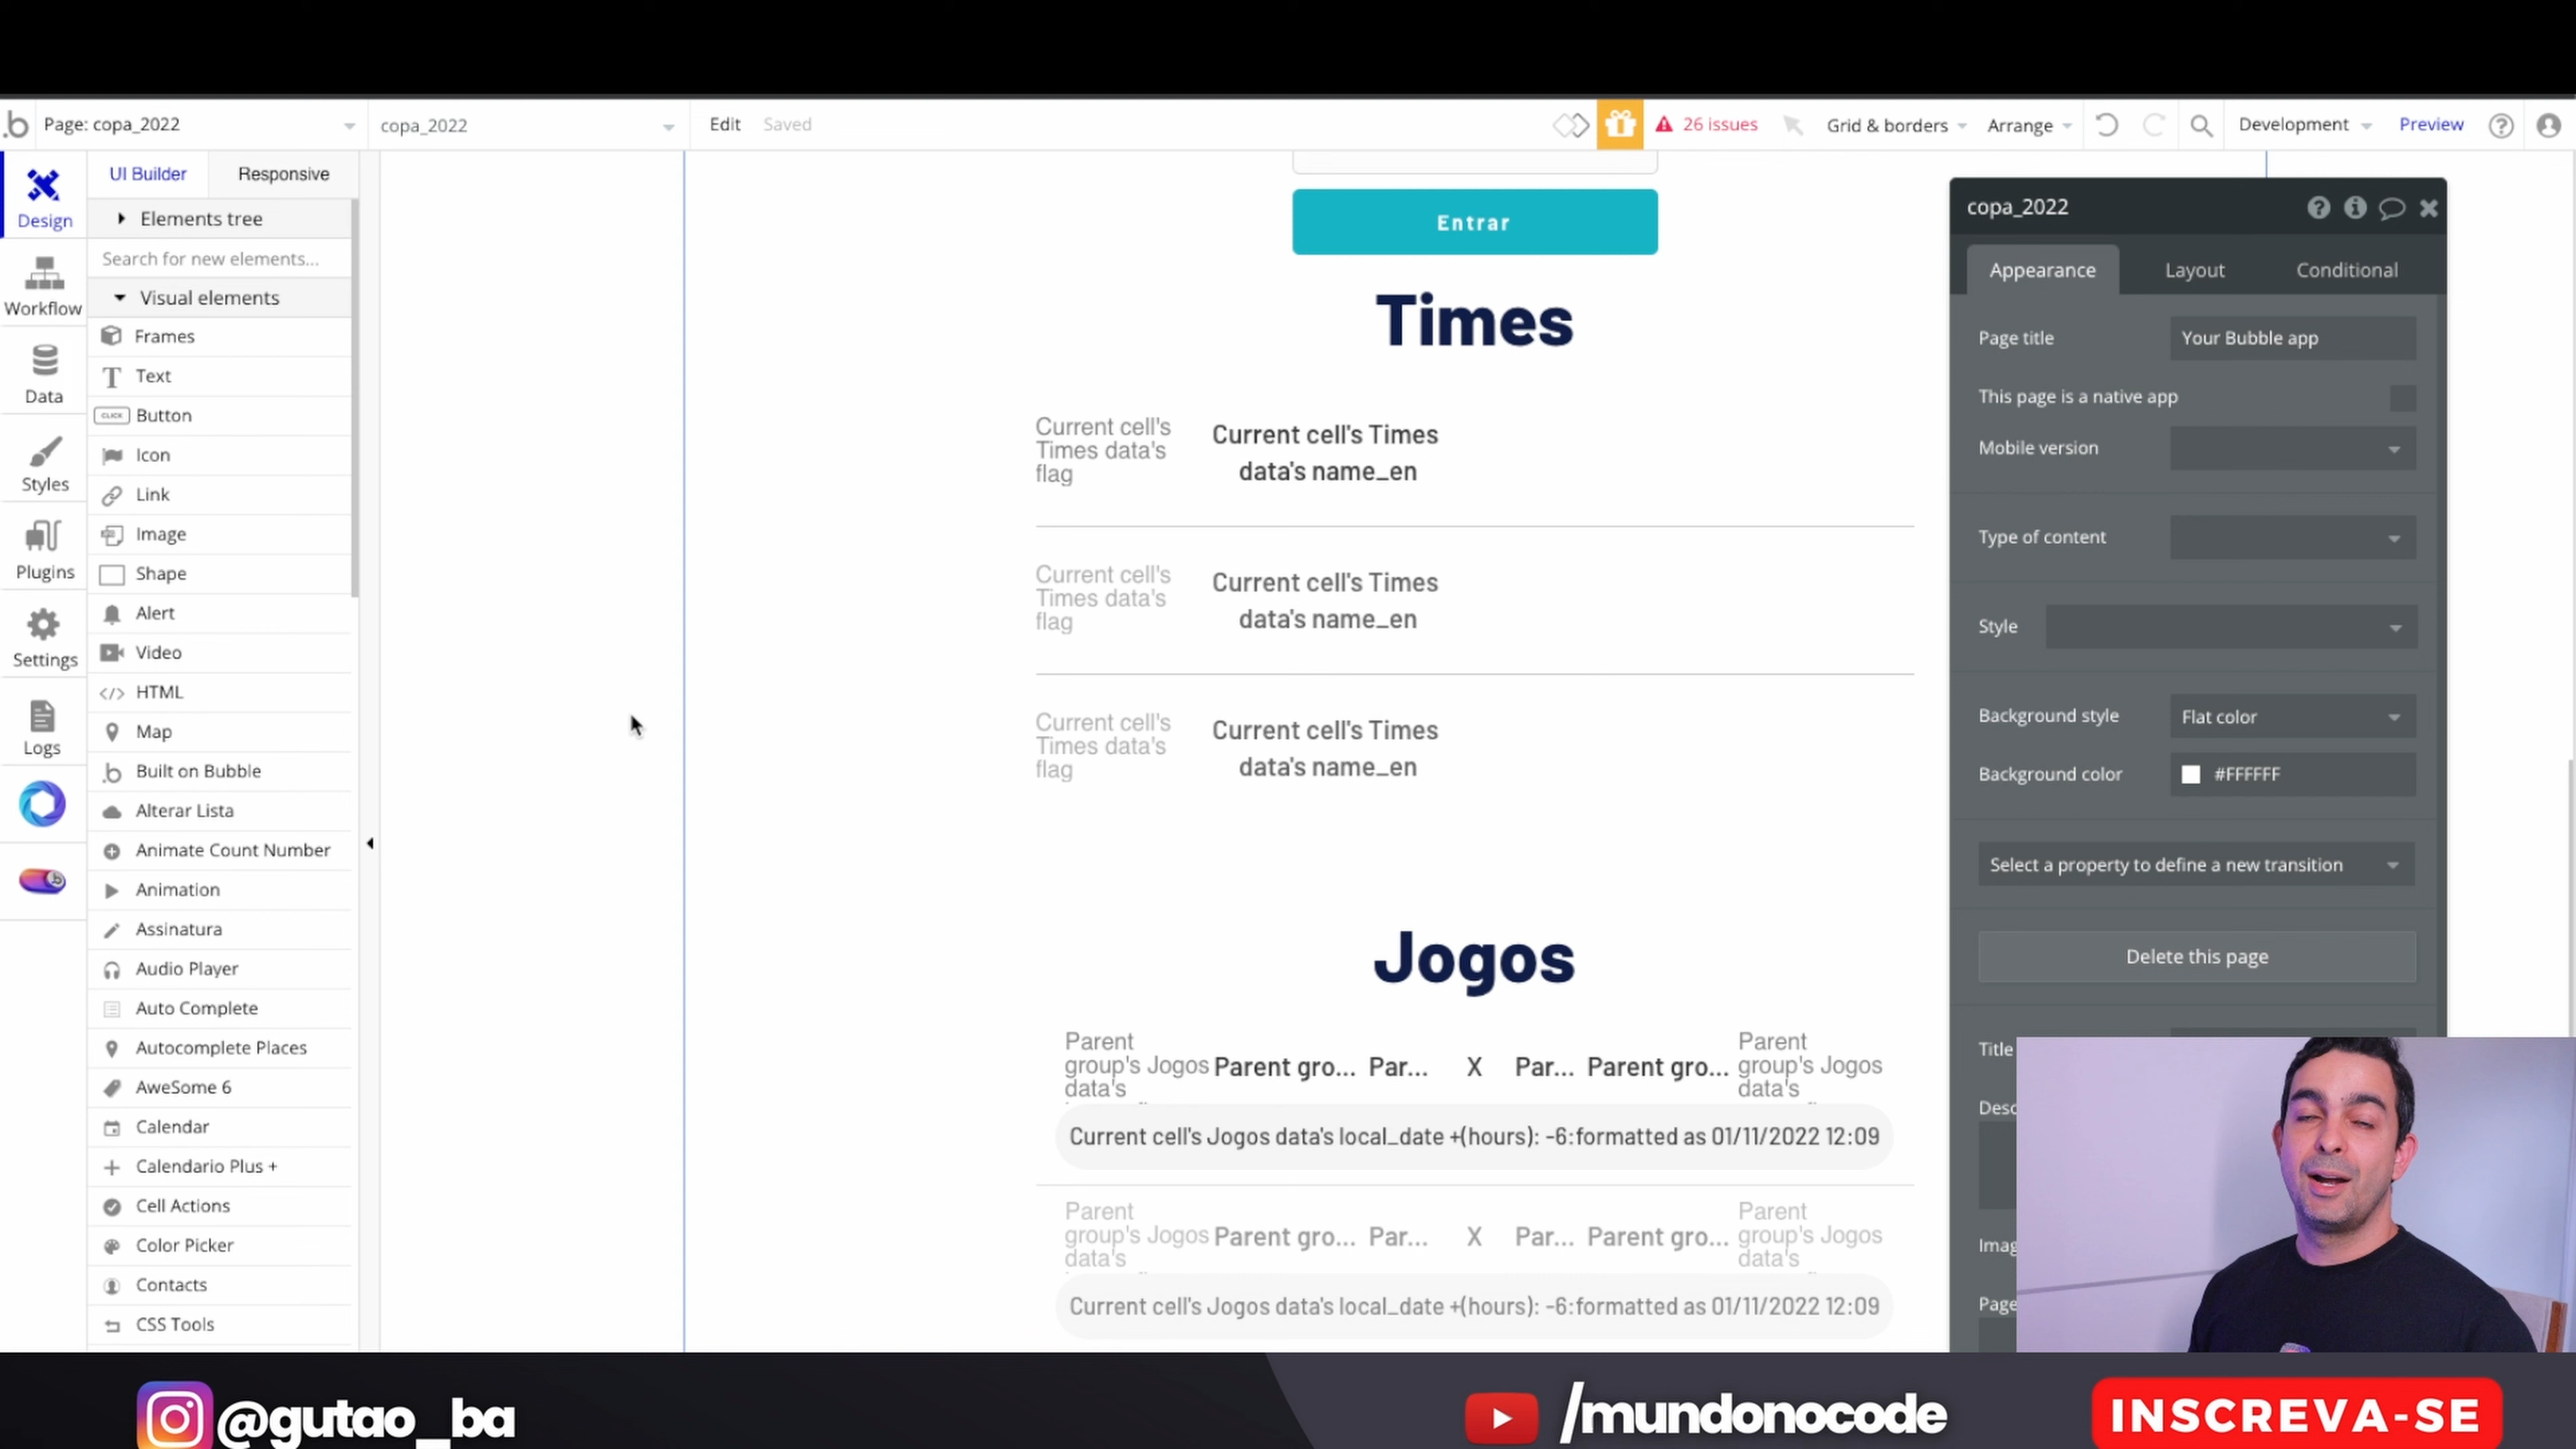 .b
Page: copa_2022
copa_2022
Edit
Saved
26 issues
Grid & borders
Arrange
Development
Preview
Design
Workflow
Data
Styles
Plugins
Settings
Logs
UI Builder
Responsive
Elements tree
Search for new elements...
Visual elements
Frames
Text
CLICK Button
Icon
Link
Image
Shape
Alert
Video
HTML
Map
Built on Bubble
Alterar Lista
Animate Count Number
Animation
Assinatura
Audio Player
Auto Complete
Autocomplete Places
AweSome 6
Calendar
Calendario Plus +
Cell Actions
Color Picker
Contacts
CSS Tools
Entrar
Times
Current cell's
Times data's
flag
Current cell's Times
data's name_en
Current cell's
Times data's
flag
Current cell's Times
data's name_en
Current cell's
Times data's
flag
Current cell's Times
data's name_en
Jogos
Parent
group's Jogos
data's
Parent gro...
Par...
X
Par...
Parent gro...
Parent
group's Jogos
data's
Current cell's Jogos data's local_date +(hours): -6:formatted as 01/11/2022 12:09
Parent
group's Jogos
data's
Parent gro...
Par...
X
Par...
Parent gro...
Parent
group's Jogos
data's
Current cell's Jogos data's local_date +(hours): -6:formatted as 01/11/2022 12:09
copa_2022
Appearance
Layout
Conditional
Page title
Your Bubble app
This page is a native app
Mobile version
Type of content
Style
Background style
Flat color
Background color
#FFFFFF
Select a property to define a new transition
Delete this page
Title
@gutao_ba
/mundonocode
INSCREVA-SE